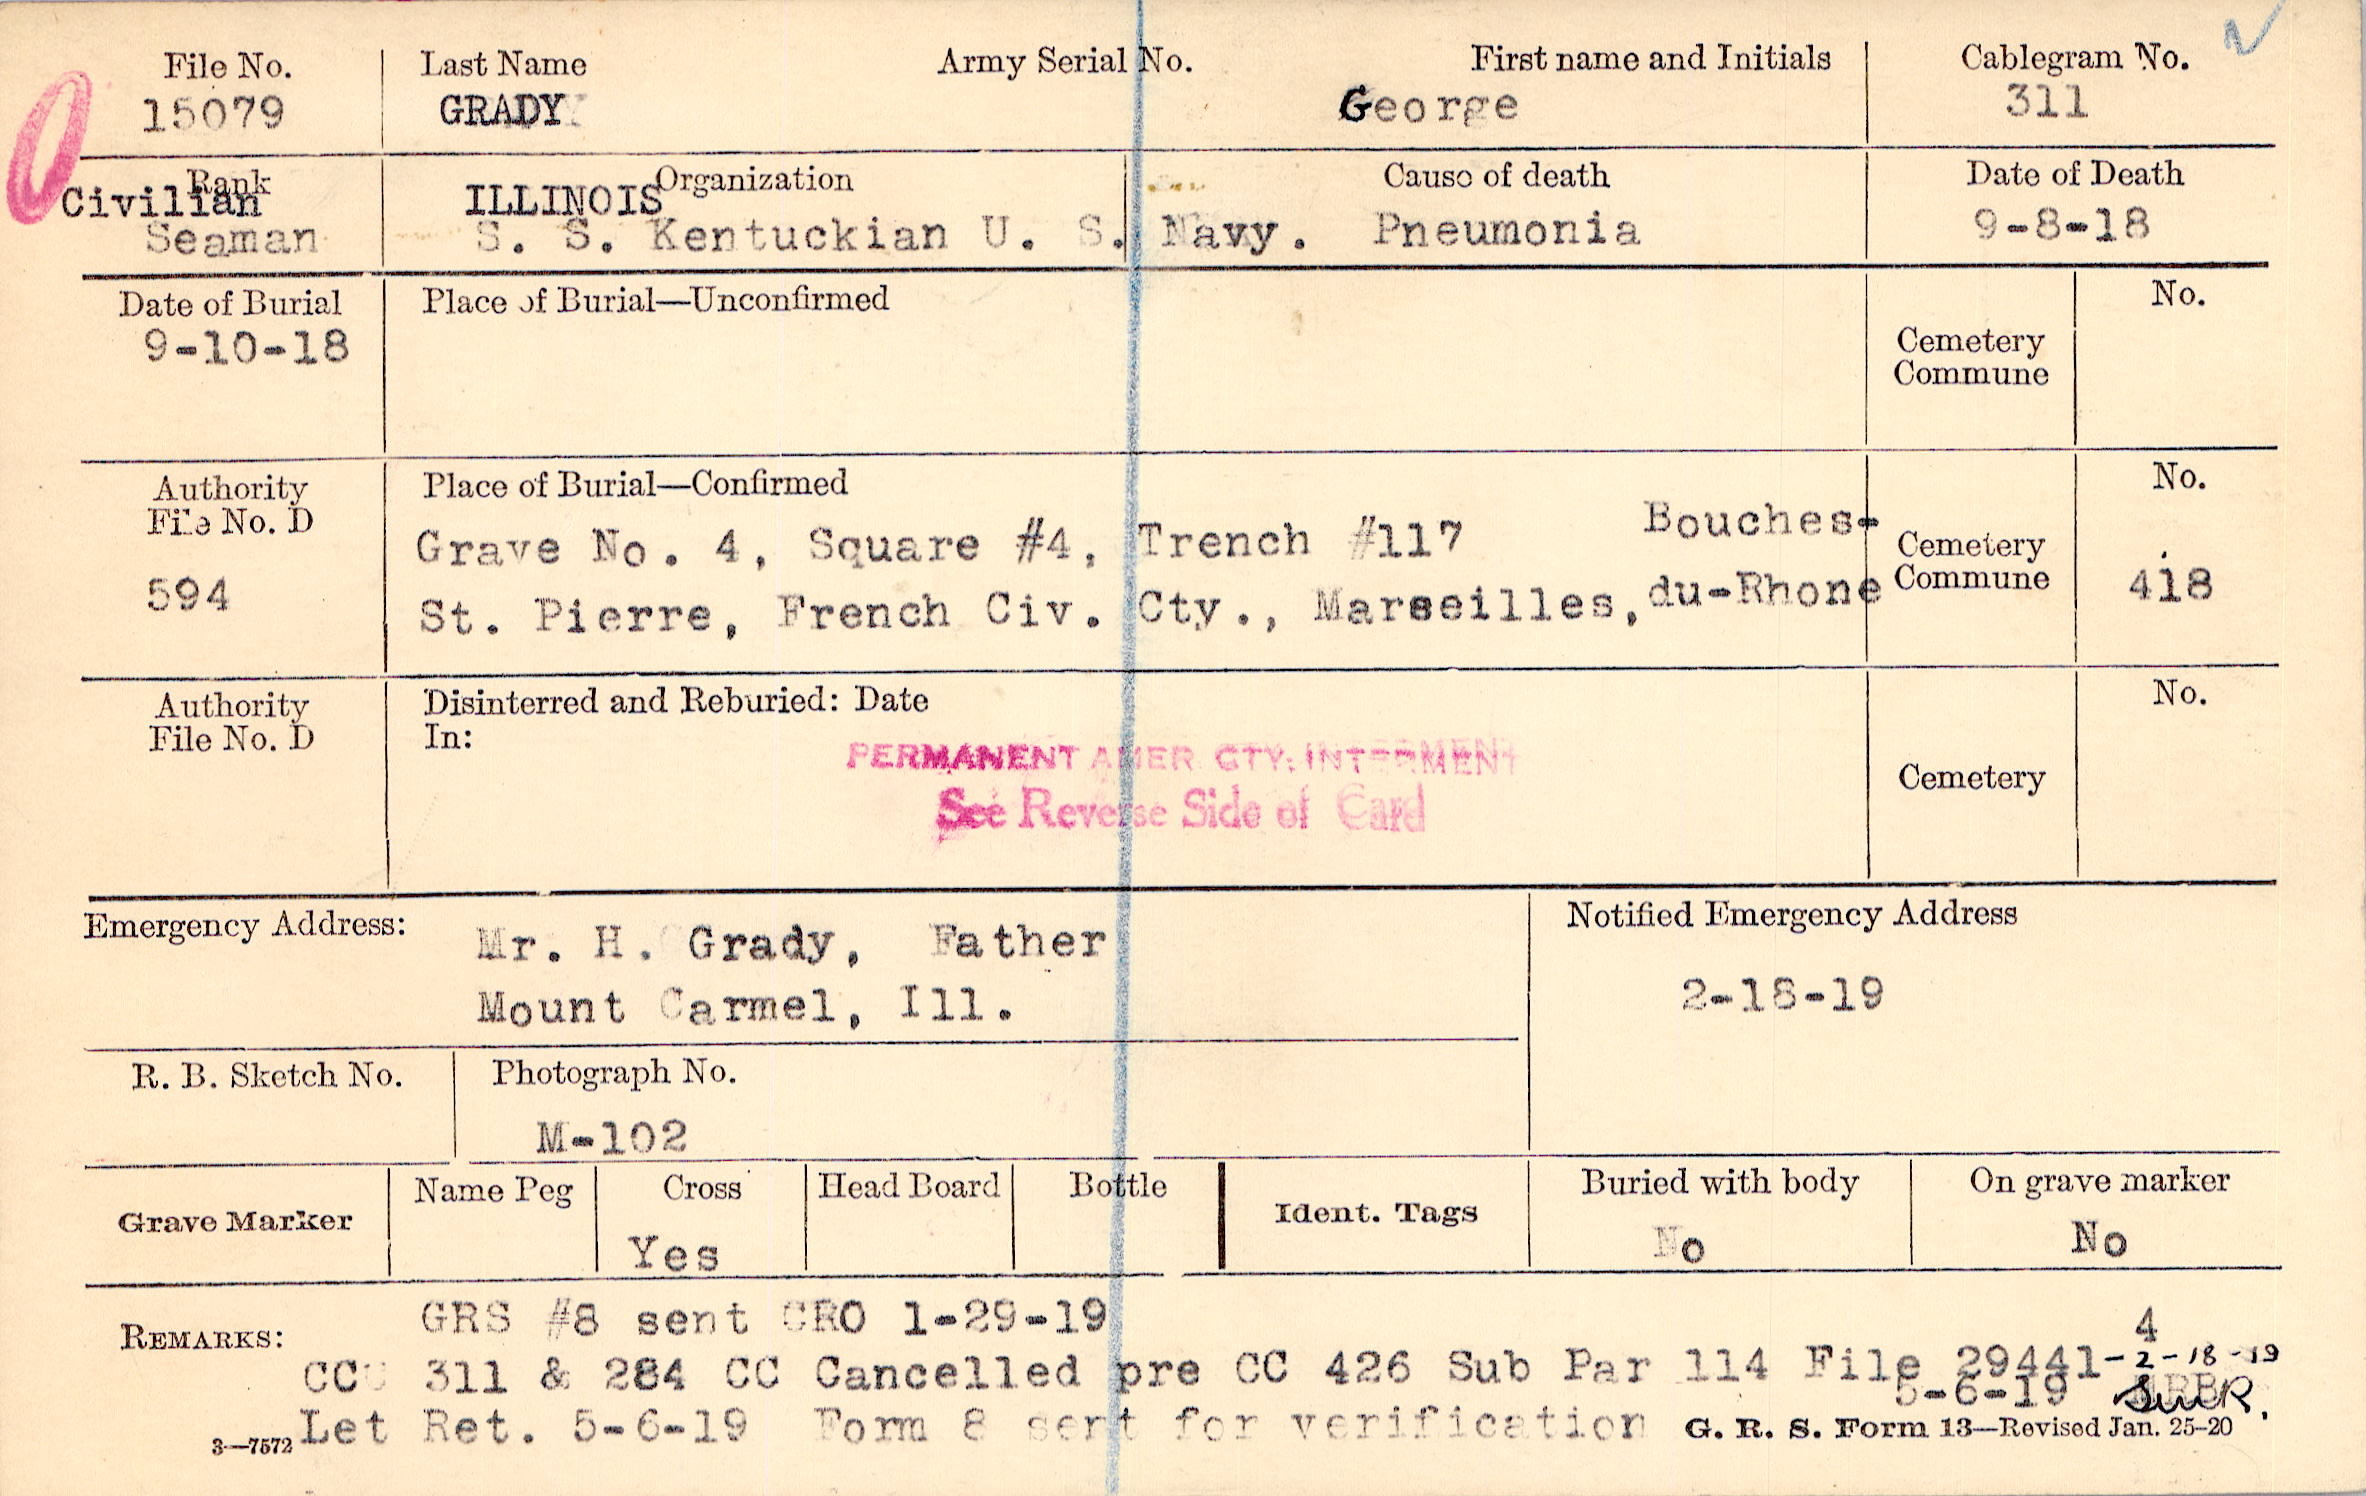 File No. Last Name Army Serial No. First name and Initials Cablegram No.
15079 GRADY George 311
Rank Organization Cause of death Date of Death
Civilian ILLINOIS
Seaman S. S. Kentuckian U. S. Navy. Pneumonia 9-8-18
Date of Burial Place of Burial—Unconfirmed No.
9-10-18
Cemetery
Commune
Authority Place of Burial—Confirmed No.
File No. D
Grave No. 4, Square #4, Trench #117 Bouches-
Cemetery
594 St. Pierre, French Civ. Cty., Marseilles, du-Rhone Commune 418
Authority Disinterred and Reburied: Date No.
File No. D In:
PERMANENT AMER CTY. INTERMENT
Cemetery
See Reverse Side of Card
Emergency Address: Notified Emergency Address
Mr. H. Grady, Father
Mount Carmel, Ill. 2-18-19
R. B. Sketch No. Photograph No.
M-102
Grave Marker Name Peg Cross Head Board Bottle Ident. Tags Buried with body On grave marker
Yes No No
REMARKS: GRS #8 sent CRO 1-29-19
4
CC 311 & 284 CC Cancelled pre CC 426 Sub Par 114 File 29441-2-18-19
5-6-19
Let Ret. 5-6-19 Form 8 sent for verification
3—7572 G. R. S. Form 13—Revised Jan. 25-20